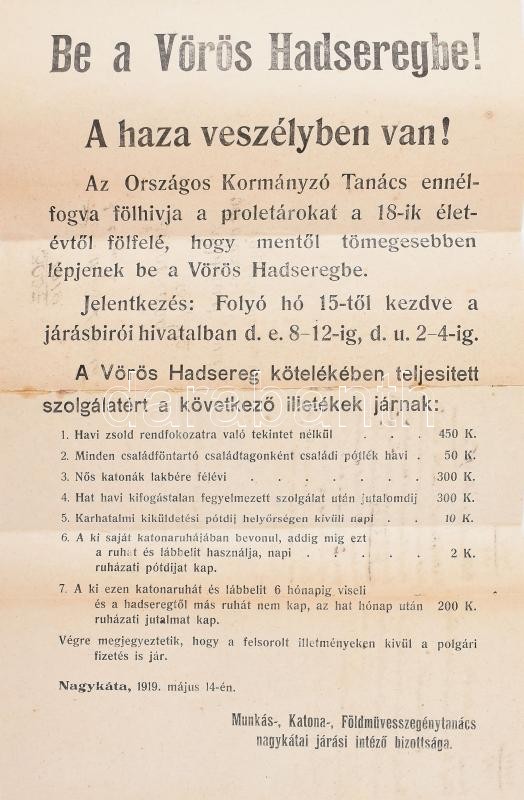 Be a Vörös Hadseregbe!
A haza veszélyben van!
Az Országos Kormányzó Tanács ennél-
fogva fölhivja a proletárokat a 18-ik élet-
évtől fölfelé, hogy mentől tömegesebben
lépjenek be a Vörös Hadseregbe.
Jelentkezés: Folyó hó 15-től kezdve a
járásbirói hivatalban d. e. 8-12-ig, d. u. 2-4-ig.
A Vörös Hadsereg kötelékében teljesitett
szolgálatért a következő illetékek járnak:
1. Havi zsold rendfokozatra való tekintet nélkül . . . 450 K.
2. Minden családföntartó családtagonként családi pótlék havi . 50 K.
3. Nős katonák lakbére félévi . . . . . . . 300 K.
4. Hat havi kifogástalan fegyelmezett szolgálat után jutalomdij 300 K.
5. Karhatalmi kiküldetési pótdij helyőrségen kivüli napi . . 10 K.
6. A ki saját katonaruhájában bevonul, addig mig ezt
a ruhát és lábbelit használja, napi . . . . . 2 K.
ruházati pótdijat kap.
7. A ki ezen katonaruhát és lábbelit 6 hónapig viseli
és a hadseregtől más ruhát nem kap, az hat hónap után 200 K.
ruházati jutalmat kap.
Végre megjegyeztetik, hogy a felsorolt illetményeken kivül a polgári
fizetés is jár.
Nagykáta, 1919. május 14-én.
Munkás-, Katona-, Földmüvesszegénytanács
nagykátai járási intéző bizottsága.
darabanth